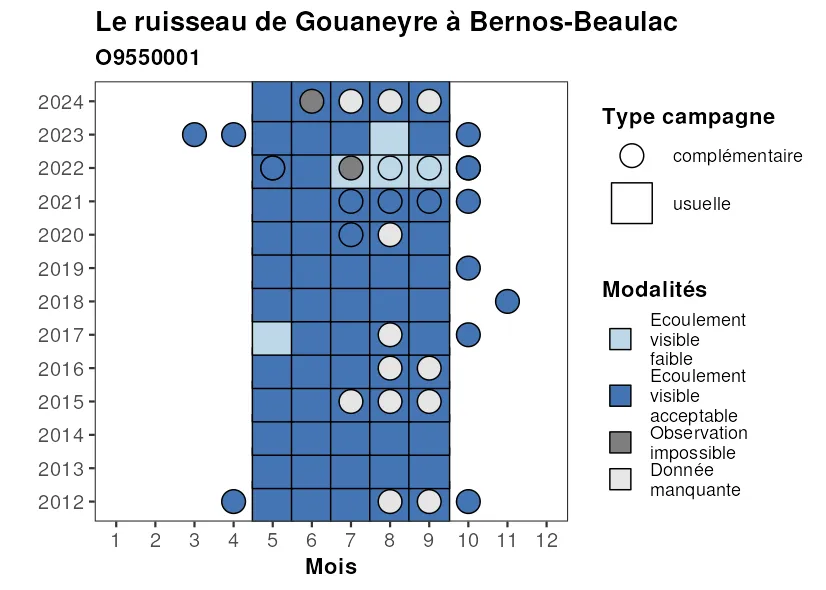 Le ruisseau de Gouaneyre à Bernos-Beaulac
O9550001
2024
2023
2022
2021
2020
2019
2018
2017
2016
2015
2014
2013
2012
1 2 3 4 5 6 7 8 9 10 11 12
Mois
Type campagne
complémentaire
usuelle
Modalités
Ecoulement
visible
faible
Ecoulement
visible
acceptable
Observation
impossible
Donnée
manquante